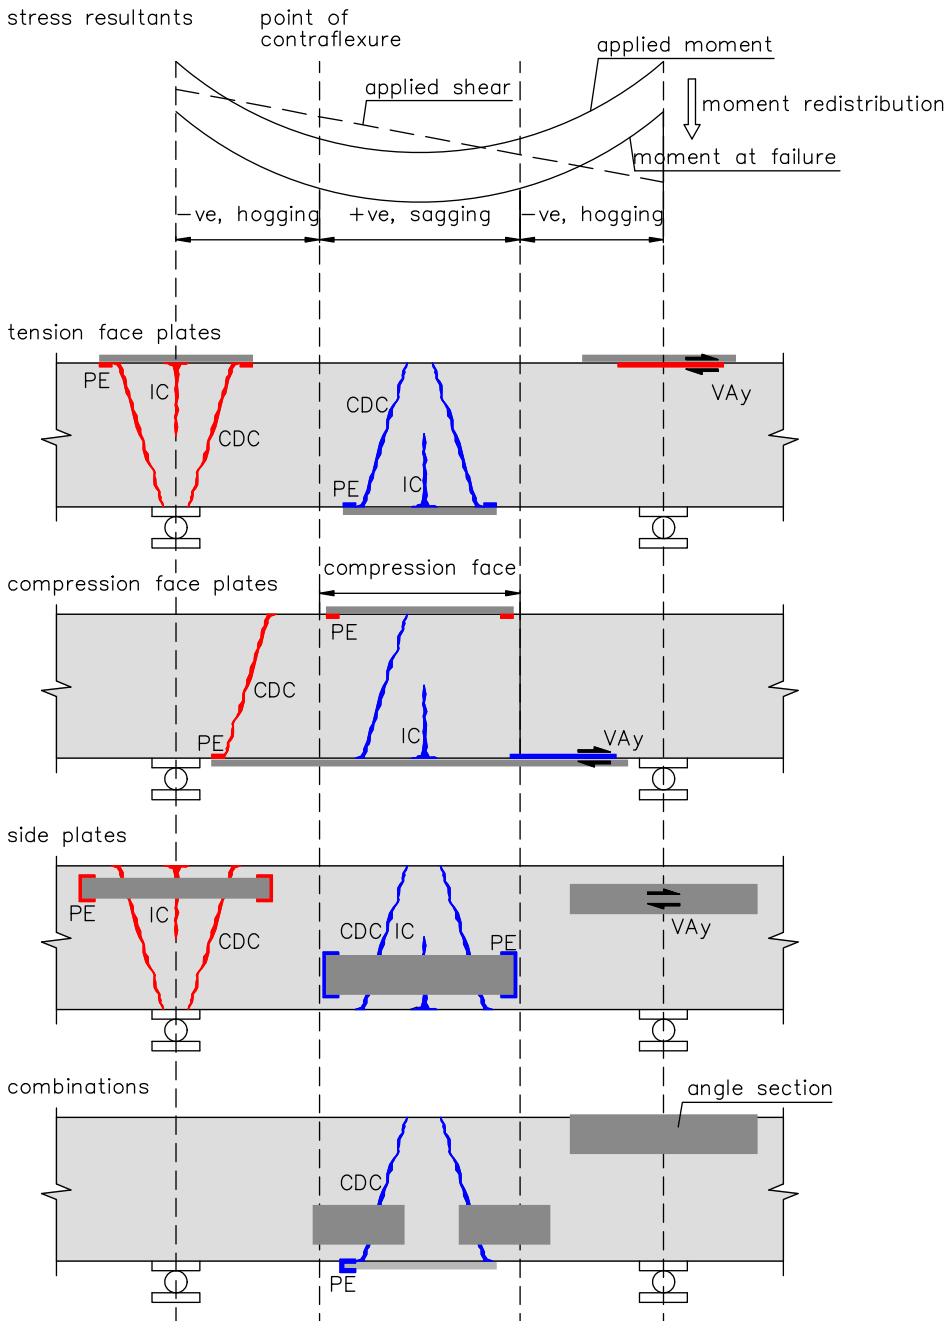 stress resultants
point of
contraflexure
applied moment
applied shear
moment redistribution
moment at failure
-ve, hogging
+ve, sagging
-ve, hogging
tension face plates
PE
IC
CDC
CDC
PE
IC
VAy
compression face plates
compression face
PE
CDC
PE
IC
VAy
side plates
PE
IC
CDC
CDC
IC
PE
VAy
combinations
angle section
CDC
PE